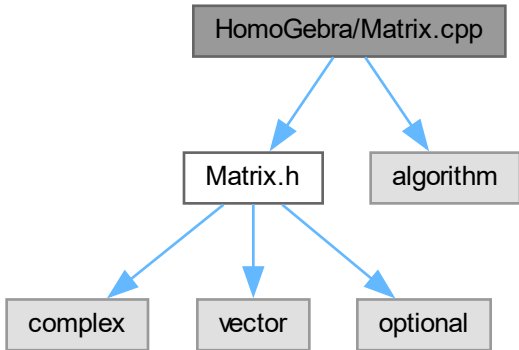 HomoGebra/Matrix.cpp
Matrix.h
algorithm
complex
vector
optional